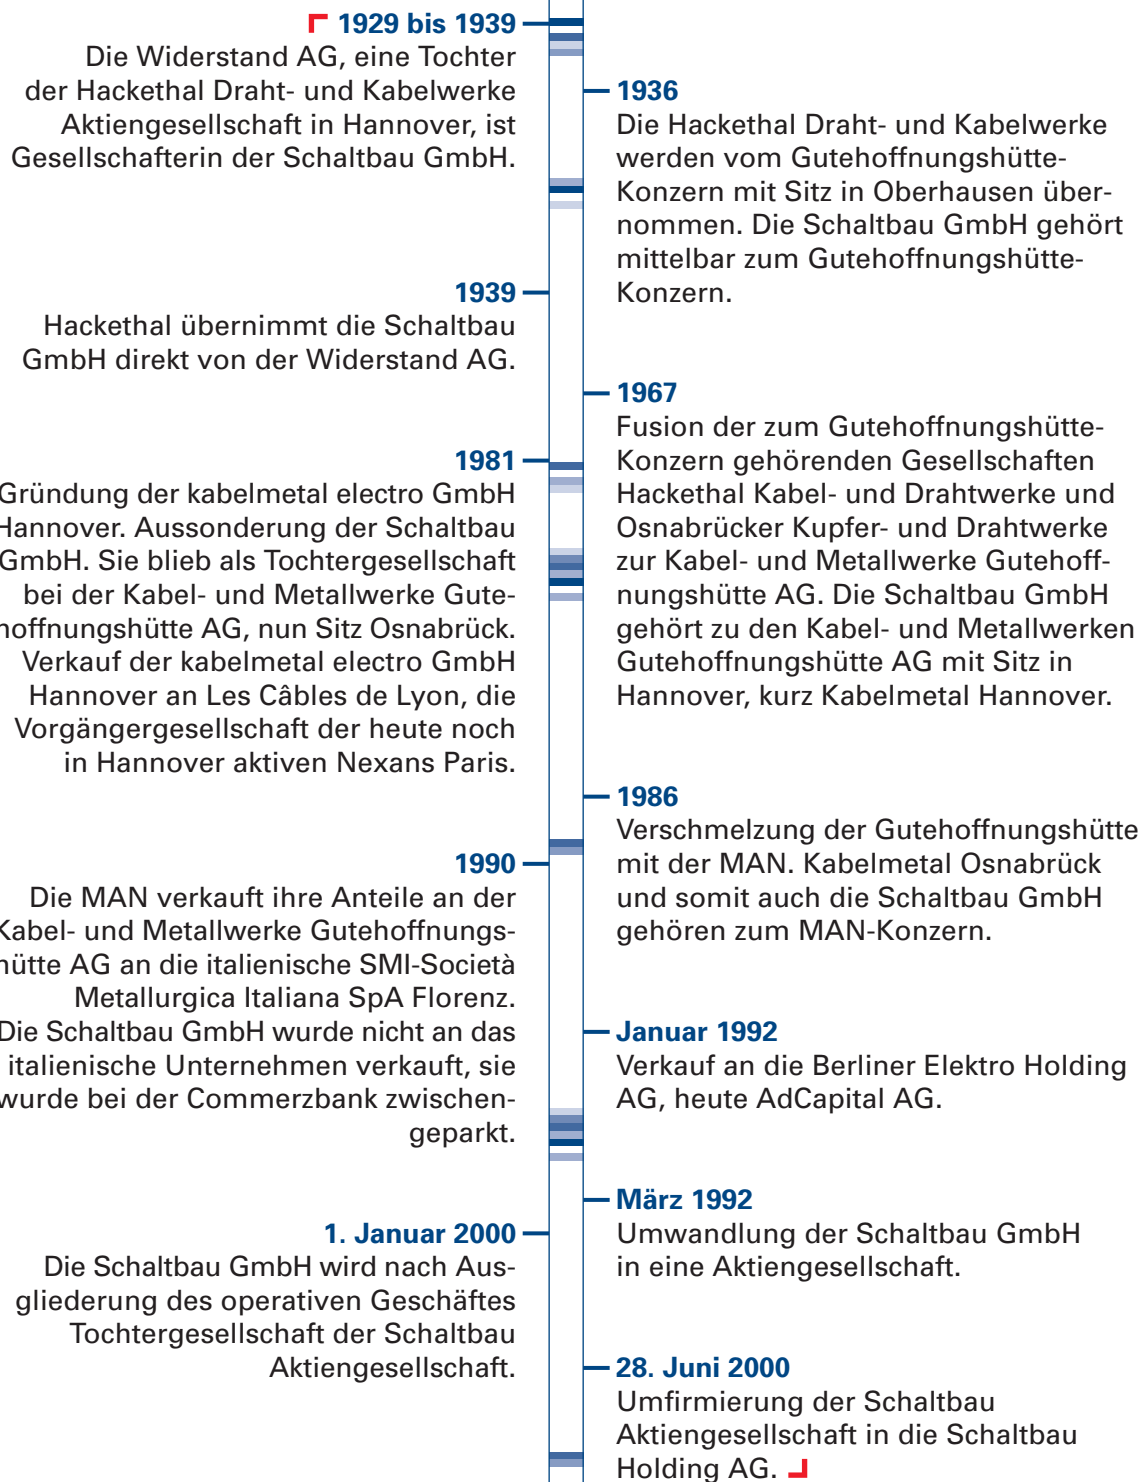 1929 bis 1939
Die Widerstand AG, eine Tochter
der Hackethal Draht- und Kabelwerke
Aktiengesellschaft in Hannover, ist
Gesellschafterin der Schaltbau GmbH.
1936
Die Hackethal Draht- und Kabelwerke
werden vom Gutehoffnungshütte-
Konzern mit Sitz in Oberhausen über-
nommen. Die Schaltbau GmbH gehört
mittelbar zum Gutehoffnungshütte-
Konzern.
1939
Hackethal übernimmt die Schaltbau
GmbH direkt von der Widerstand AG.
1967
Fusion der zum Gutehoffnungshütte-
Konzern gehörenden Gesellschaften
Hackethal Kabel- und Drahtwerke und
Osnabrücker Kupfer- und Drahtwerke
zur Kabel- und Metallwerke Gutehoff-
nungshütte AG. Die Schaltbau GmbH
gehört zu den Kabel- und Metallwerken
Gutehoffnungshütte AG mit Sitz in
Hannover, kurz Kabelmetal Hannover.
1981
Gründung der kabelmetal electro GmbH
Hannover. Aussonderung der Schaltbau
GmbH. Sie blieb als Tochtergesellschaft
bei der Kabel- und Metallwerke Gute-
hoffnungshütte AG, nun Sitz Osnabrück.
Verkauf der kabelmetal electro GmbH
Hannover an Les Câbles de Lyon, die
Vorgängergesellschaft der heute noch
in Hannover aktiven Nexans Paris.
1986
Verschmelzung der Gutehoffnungshütte
mit der MAN. Kabelmetal Osnabrück
und somit auch die Schaltbau GmbH
gehören zum MAN-Konzern.
1990
Die MAN verkauft ihre Anteile an der
Kabel- und Metallwerke Gutehoffnungs-
hütte AG an die italienische SMI-Società
Metallurgica Italiana SpA Florenz.
Die Schaltbau GmbH wurde nicht an das
italienische Unternehmen verkauft, sie
wurde bei der Commerzbank zwischen-
geparkt.
Januar 1992
Verkauf an die Berliner Elektro Holding
AG, heute AdCapital AG.
März 1992
Umwandlung der Schaltbau GmbH
in eine Aktiengesellschaft.
1. Januar 2000
Die Schaltbau GmbH wird nach Aus-
gliederung des operativen Geschäftes
Tochtergesellschaft der Schaltbau
Aktiengesellschaft.
28. Juni 2000
Umfirmierung der Schaltbau
Aktiengesellschaft in die Schaltbau
Holding AG.